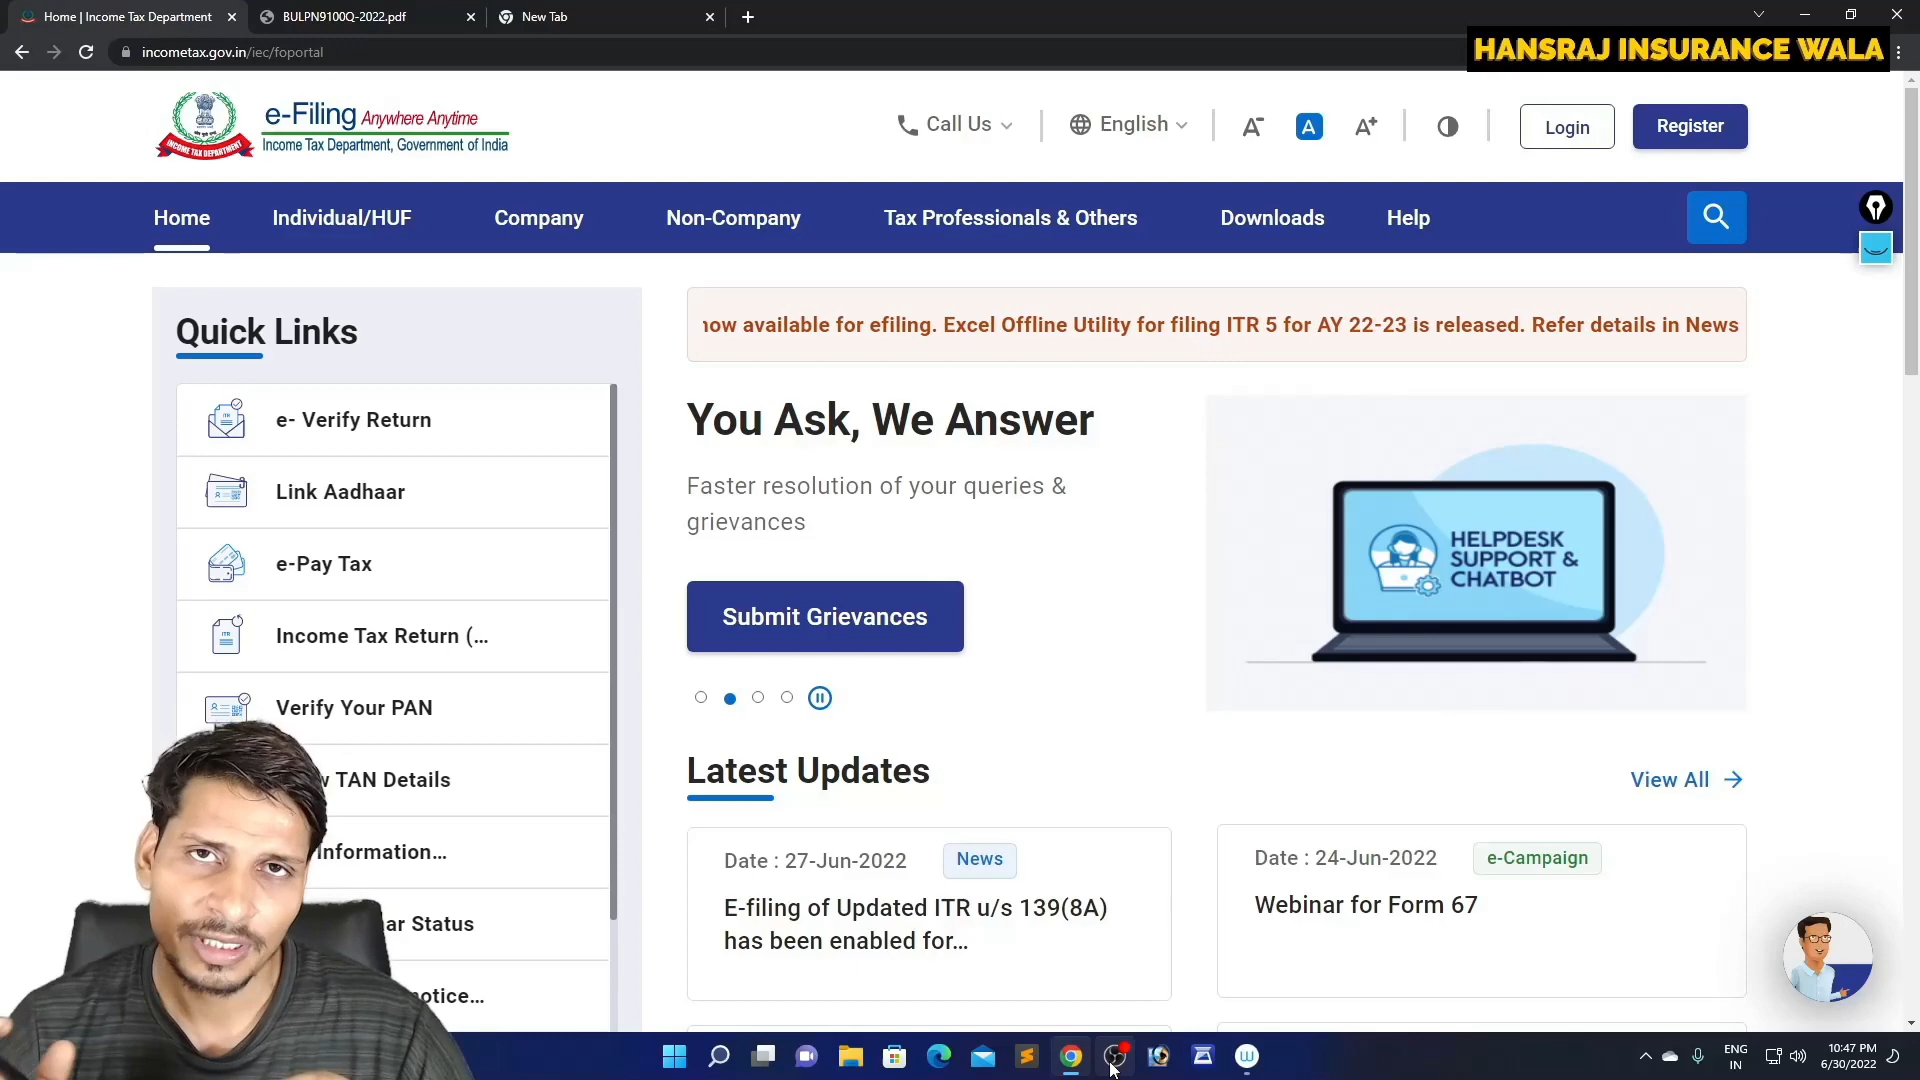 Home | Income Tax Department
BULPN9100Q-2022.pdf
New Tab
incometax.gov.in/iec/foportal
HANSRAJ INSURANCE WALA
e-Filing Anywhere Anytime
Income Tax Department, Government of India
INCOME TAX DEPARTMENT
Call Us
English
A-
A
A+
Login
Register
Home
Individual/HUF
Company
Non-Company
Tax Professionals & Others
Downloads
Help
Quick Links
e- Verify Return
Link Aadhaar
e-Pay Tax
Income Tax Return (...
Verify Your PAN
TAN Details
Information...
ar Status
otice...
now available for efiling. Excel Offline Utility for filing ITR 5 for AY 22-23 is released. Refer details in News
You Ask, We Answer
Faster resolution of your queries &
grievances
Submit Grievances
HELPDESK
SUPPORT &
CHATBOT
Latest Updates
View All
Date : 27-Jun-2022
News
E-filing of Updated ITR u/s 139(8A)
has been enabled for...
Date : 24-Jun-2022
e-Campaign
Webinar for Form 67
ENG
IN
10:47 PM
6/30/2022